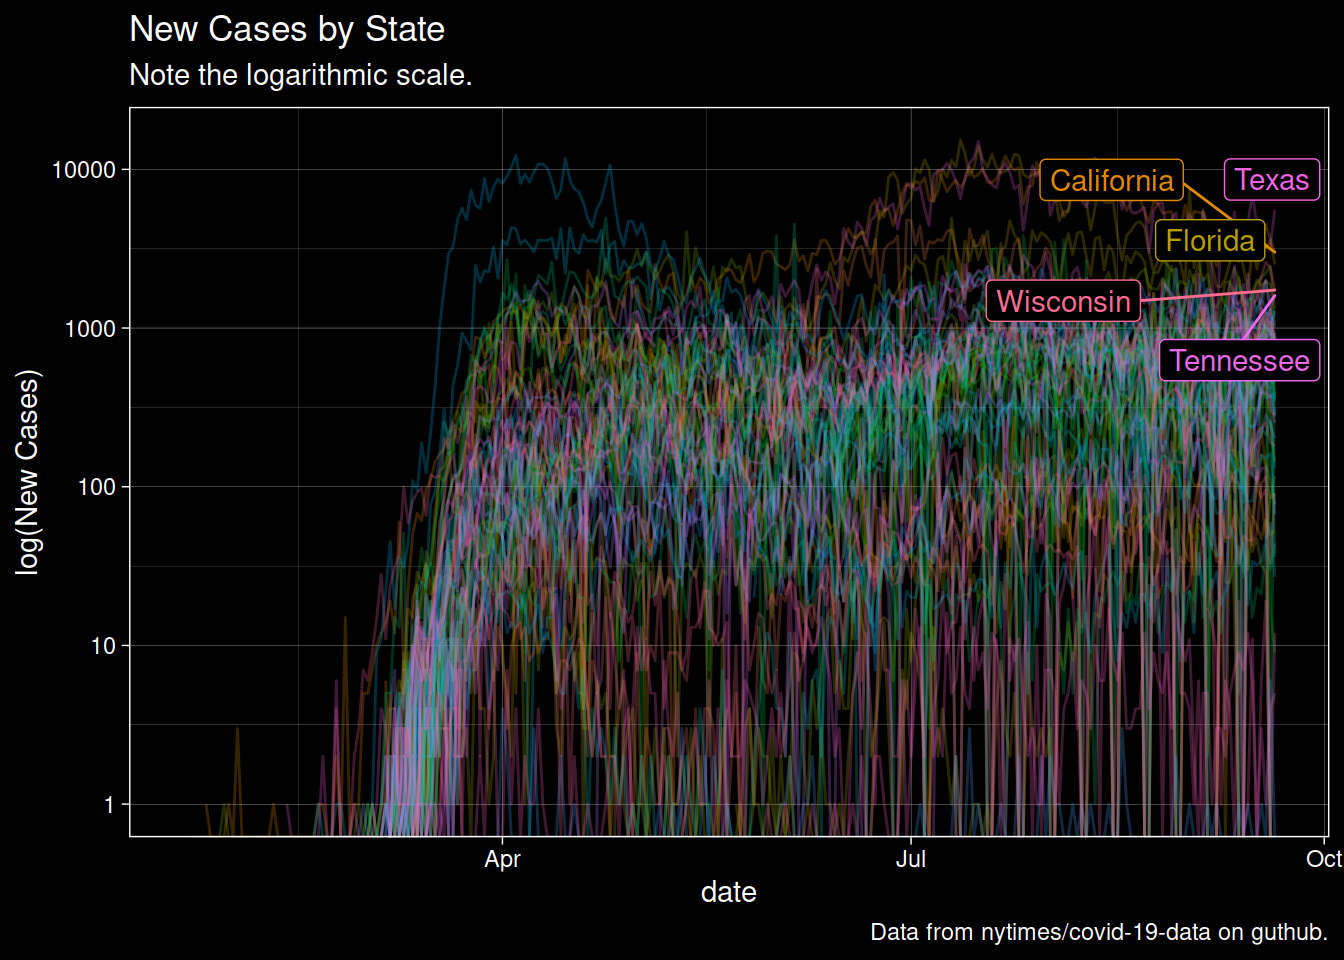 New Cases by State
Note the logarithmic scale.
log(New Cases)
10000
1000
100
10
1
California
Texas
Florida
Wisconsin
Tennessee
Apr
Jul
Oct
date
Data from nytimes/covid-19-data on guthub.